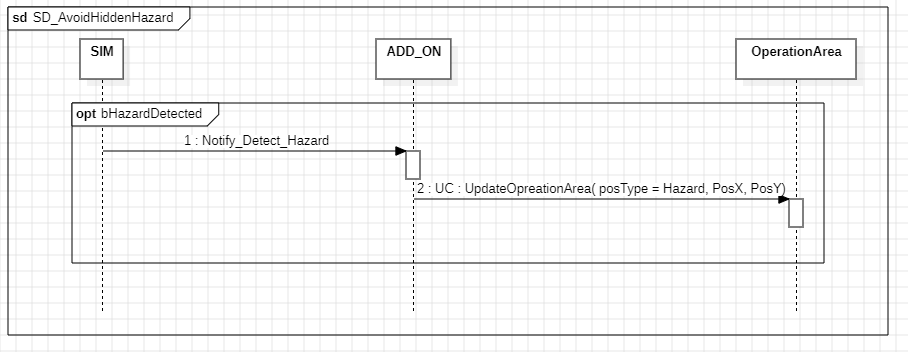 sd SD_AvoidHiddenHazard
SIM
ADD_ON
OperationArea
opt bHazardDetected
1 : Notify_Detect_Hazard
2 : UC : UpdateOpreationArea( posType = Hazard, PosX, PosY)